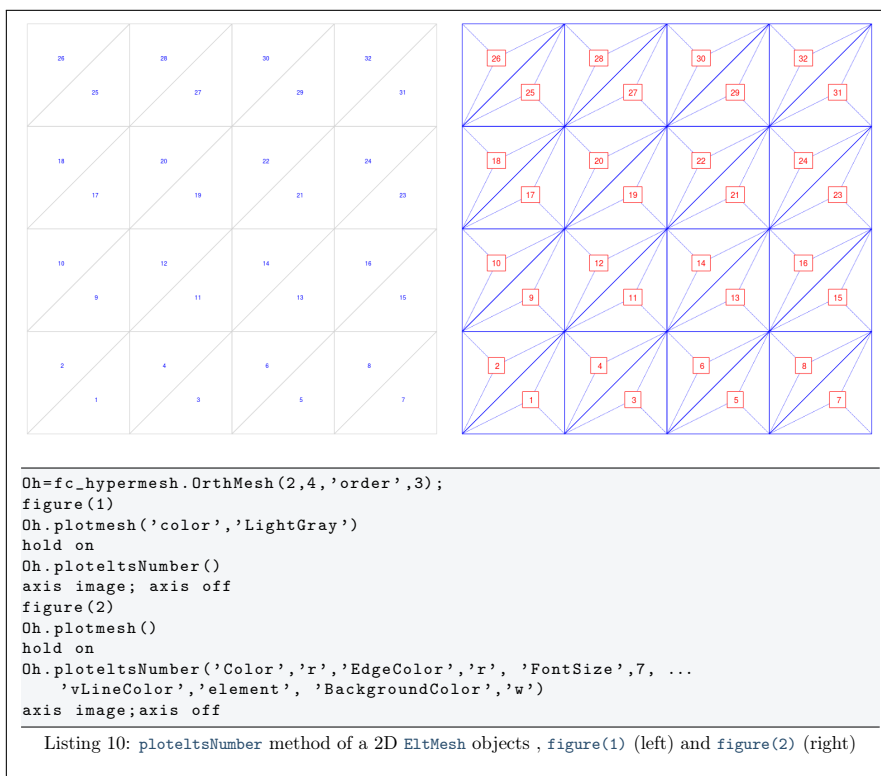 26 28 30 32
25 27 29 31
18 20 22 24
17 19 21 23
10 12 14 16
9 11 13 15
2 4 6 8
1 3 5 7
26 28 30 32
25 27 29 31
18 20 22 24
17 19 21 23
10 12 14 16
9 11 13 15
2 4 6 8
1 3 5 7
Oh=fc_hypermesh.OrthMesh(2,4,'order',3);
figure(1)
Oh.plotmesh('color','LightGray')
hold on
Oh.ploteltsNumber()
axis image; axis off
figure(2)
Oh.plotmesh()
hold on
Oh.ploteltsNumber('Color','r','EdgeColor','r', 'FontSize',7, ...
'vLineColor','element', 'BackgroundColor','w')
axis image;axis off
Listing 10: ploteltsNumber method of a 2D EltMesh objects , figure(1) (left) and figure(2) (right)